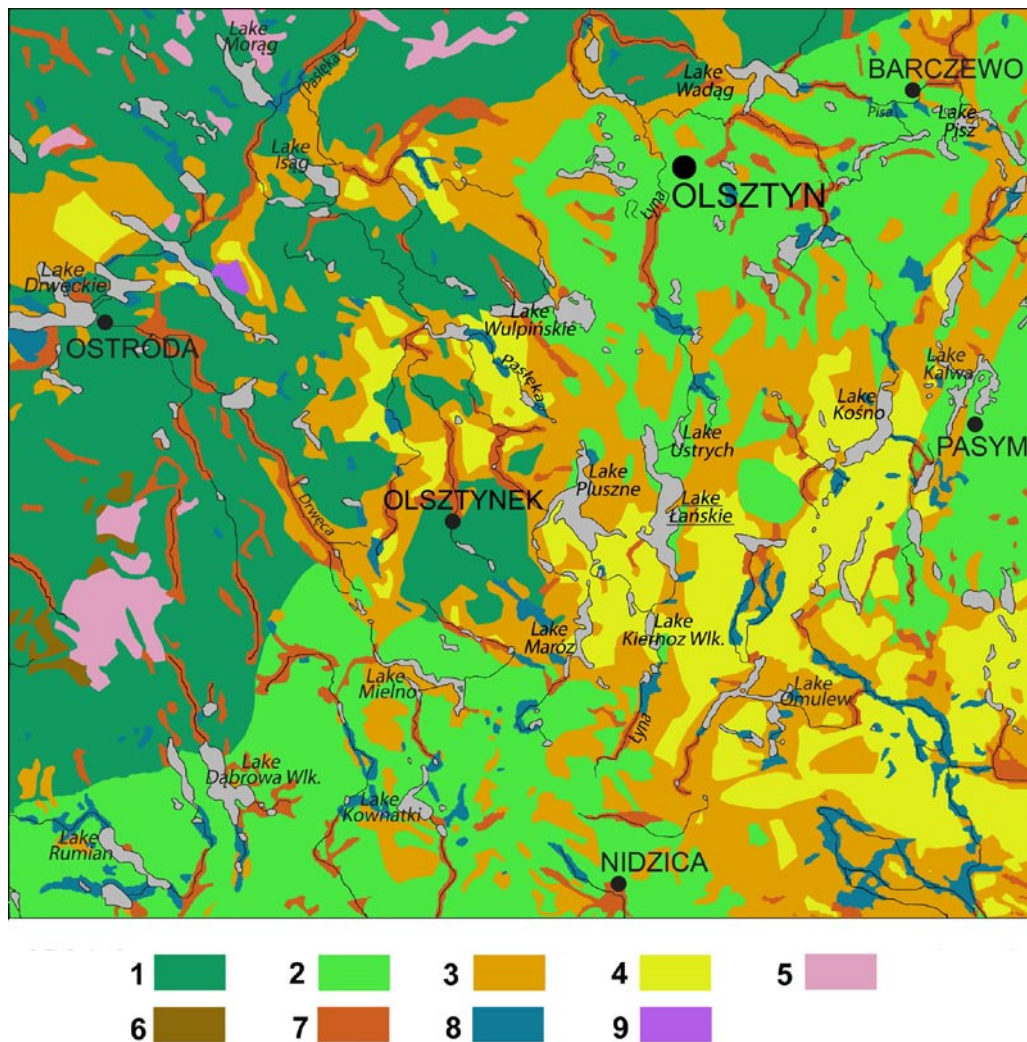 Lake
Morąg
Pasłęka
Lake
Wadąg
BARCZEWO
Pisa
Lake
Pisz
Lake
Isąg
OLSZTYN
Łyna
Lake
Drwęckie
OSTRÓDA
Lake
Wulpińskie
Pasłęka
Lake
Kalwa
Lake
Kośno
PASYM
Lake
Ustrych
Lake
Pluszne
Lake
Łańskie
OLSZTYNEK
Drwęca
Lake
Maróz
Lake
Kiernoz Wlk.
Lake
Mielno
Lake
Omulew
Łyna
Lake
Dąbrowa Wlk.
Lake
Kownatki
Lake
Rumian
NIDZICA
1 2 3 4 5
6 7 8 9